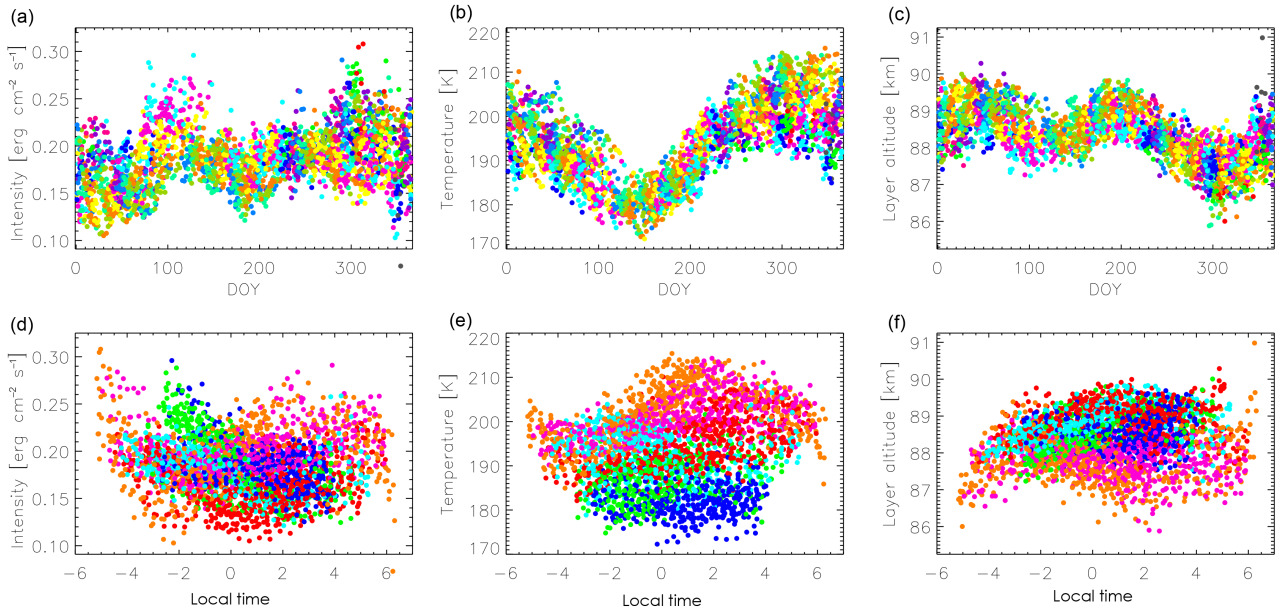 (a)
Intensity [erg cm⁻² s⁻¹]
0.30
0.25
0.20
0.15
0.10
0 100 200 300
DOY
(b)
Temperature [K]
220
210
200
190
180
170
0 100 200 300
DOY
(c)
Layer altitude [km]
91
90
89
88
87
86
0 100 200 300
DOY
(d)
Intensity [erg cm⁻² s⁻¹]
0.30
0.25
0.20
0.15
0.10
−6 −4 −2 0 2 4 6
Local time
(e)
Temperature [K]
220
210
200
190
180
170
−6 −4 −2 0 2 4 6
Local time
(f)
Layer altitude [km]
91
90
89
88
87
86
−6 −4 −2 0 2 4 6
Local time